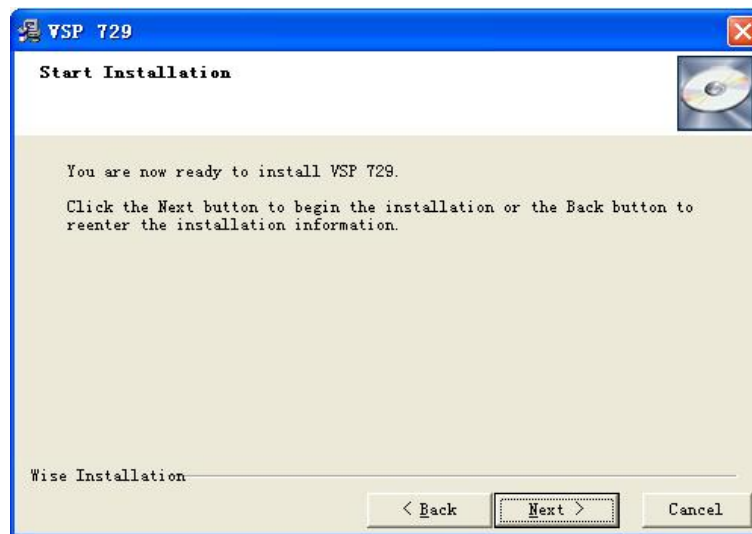 VSP 729
Start Installation
You are now ready to install VSP 729.
Click the Next button to begin the installation or the Back button to
reenter the installation information.
Wise Installation
< Back
Next >
Cancel